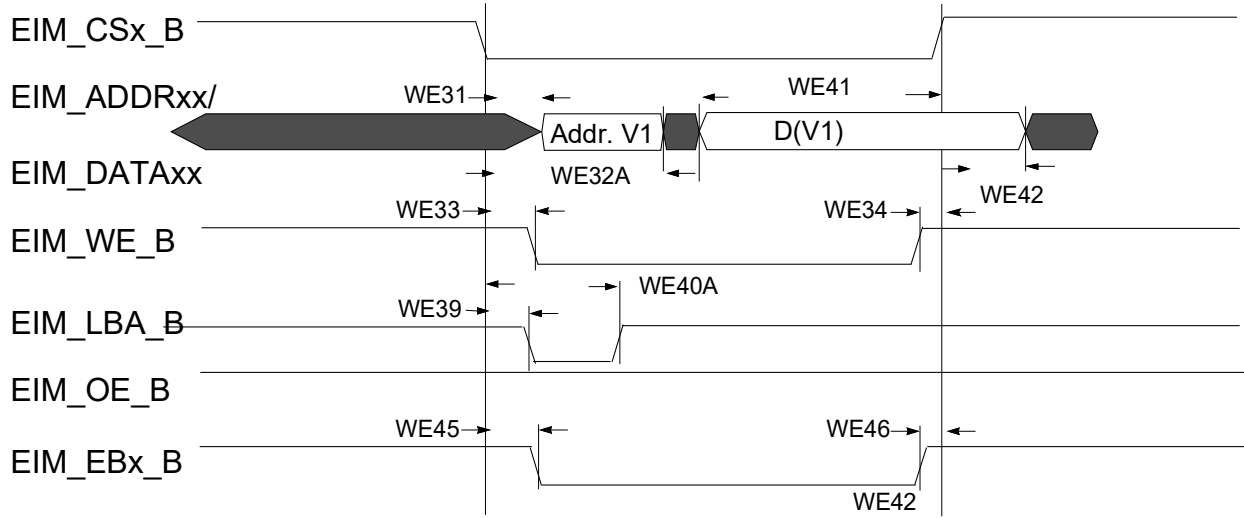 EIM_CSx_B
EIM_ADDRxx/
WE31
WE41
Addr. V1
D(V1)
EIM_DATAxx
WE32A
WE42
WE33
WE34
EIM_WE_B
WE40A
WE39
EIM_LBA_B
EIM_OE_B
WE45
WE46
EIM_EBx_B
WE42